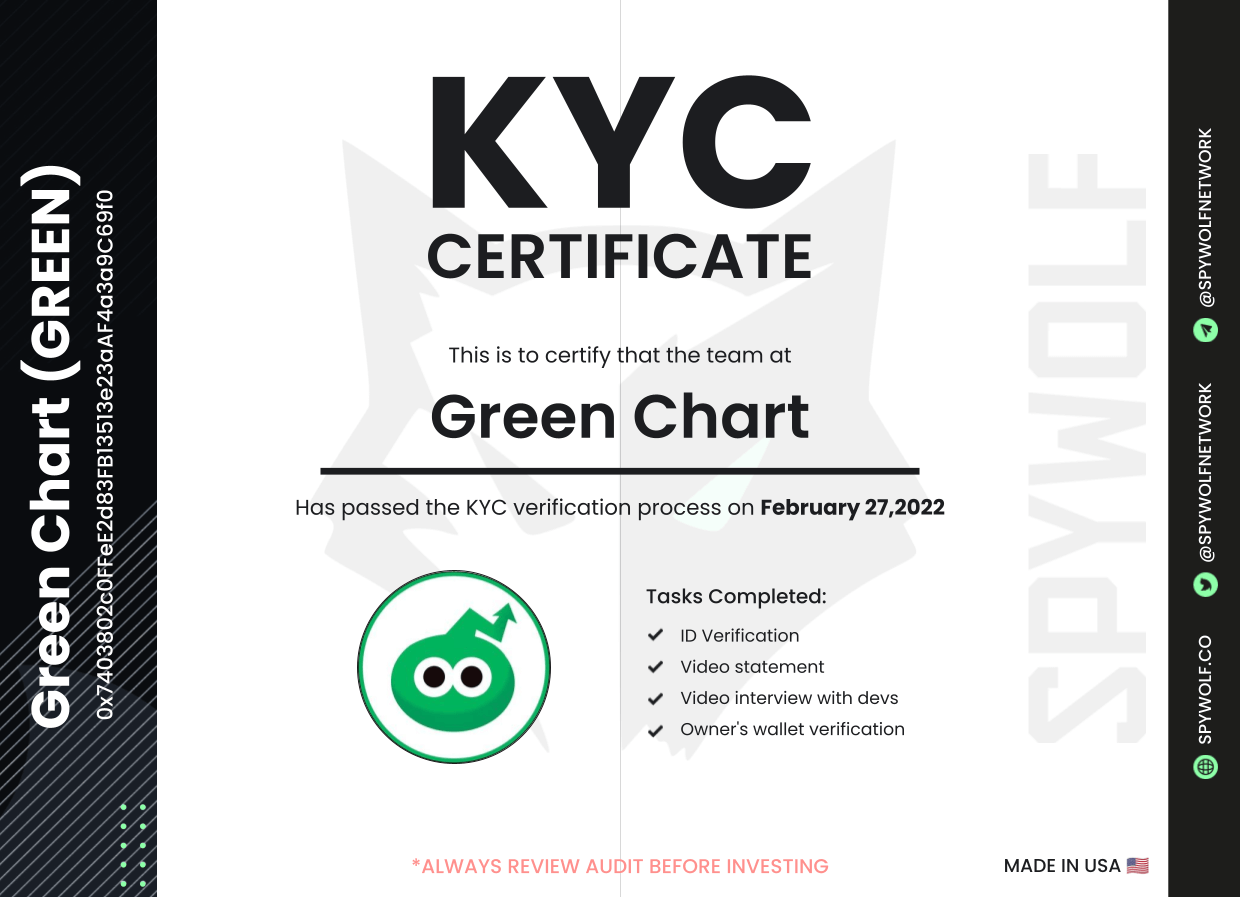 Green Chart (GREEN)
0x7403802c0FFeE2d83FB13513e23aAF4a3a9C69f0
KYC
CERTIFICATE
This is to certify that the team at
Green Chart
Has passed the KYC verification process on February 27,2022
Tasks Completed:
ID Verification
Video statement
Video interview with devs
Owner's wallet verification
*ALWAYS REVIEW AUDIT BEFORE INVESTING
MADE IN USA 🇺🇸
SPYWOLF
SPYWOLF.CO
@SPYWOLFNETWORK
@SPYWOLFNETWORK